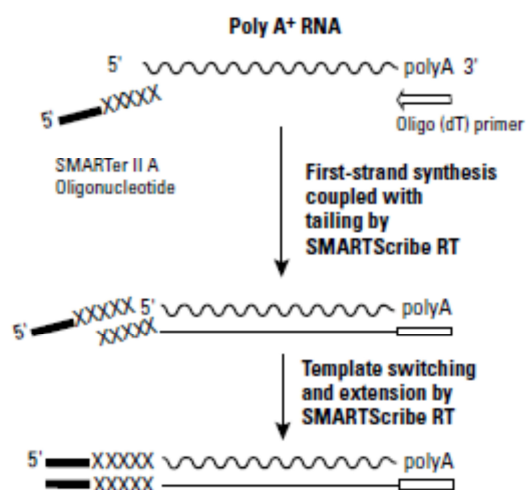 Poly A+ RNA
5' polyA 3'
5' XXXXX
Oligo (dT) primer
SMARTer II A
Oligonucleotide
First-strand synthesis
coupled with
tailing by
SMARTScribe RT
5' XXXXX 5' polyA
XXXXX
Template switching
and extension by
SMARTScribe RT
5' XXXXX polyA
XXXXX